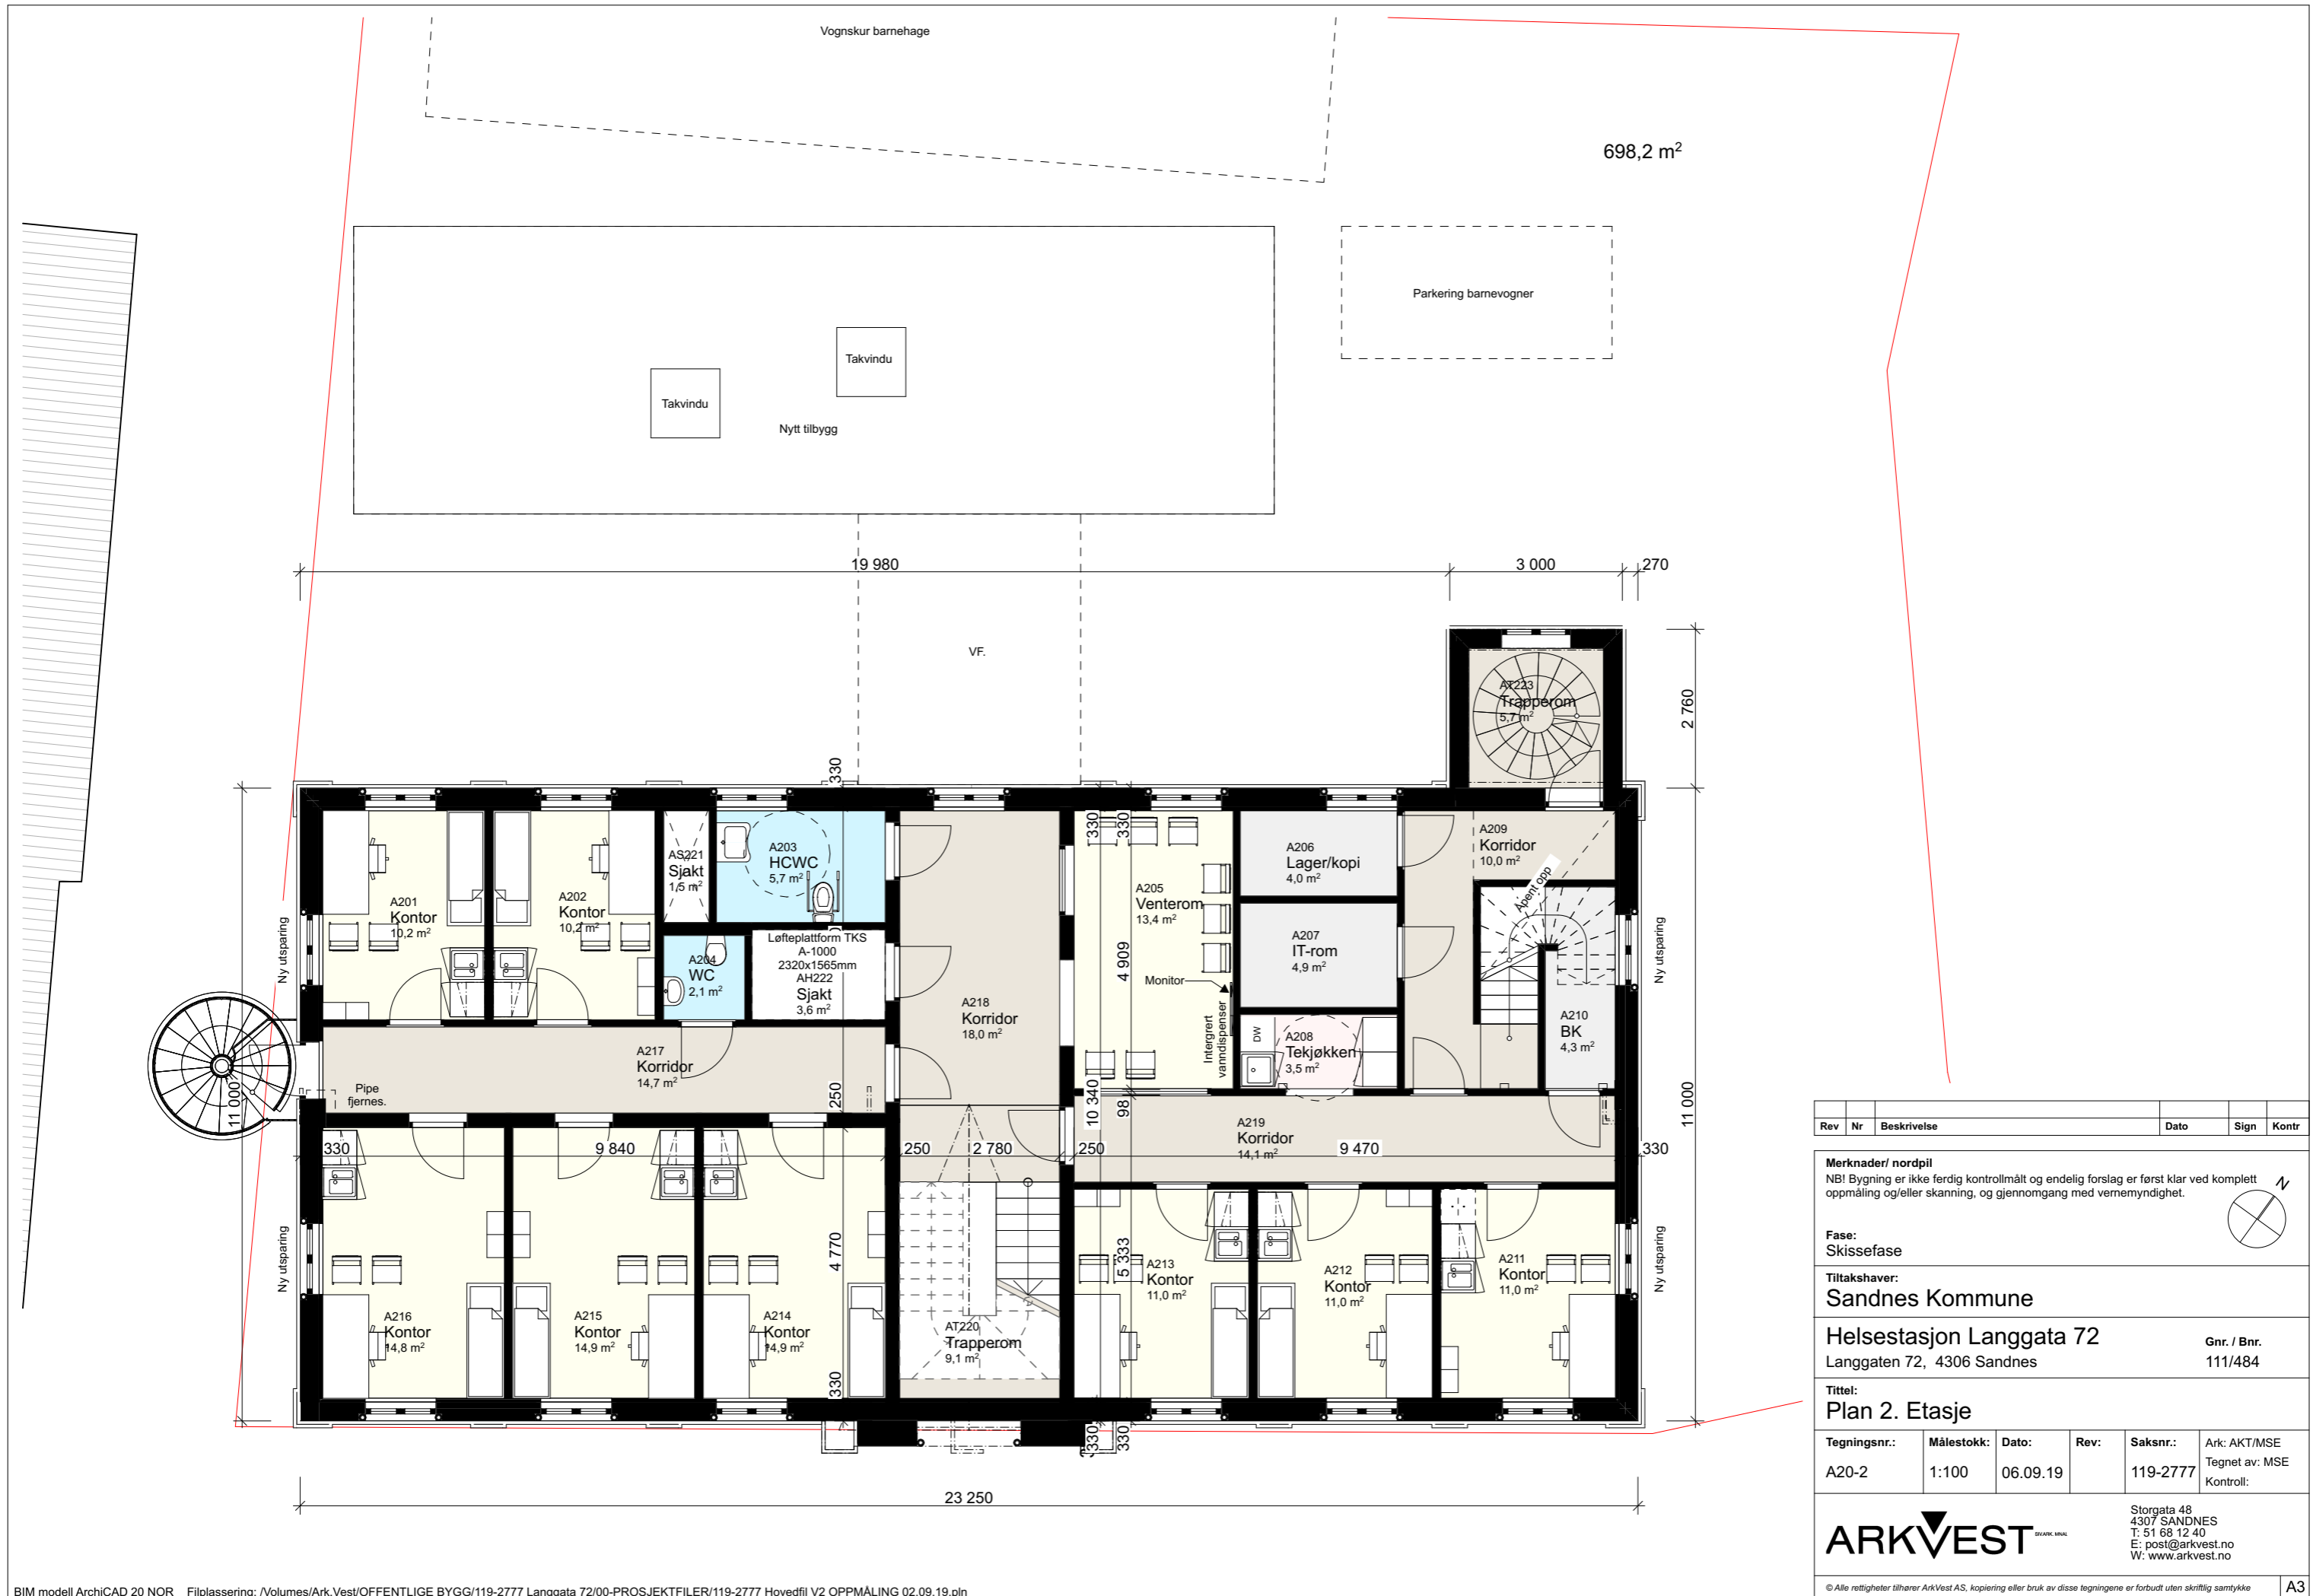 Vognskur barnehage
698,2 m²
Parkering barnevogner
Takvindu
Takvindu
Nytt tilbygg
19 980
3 000
270
VF.
2 760
AT223
Trapperom
5,7 m²
330
330
330
A201
Kontor
10,2 m²
A202
Kontor
10,2 m²
AS221
Sjakt
1,5 m²
A203
HCWC
5,7 m²
A204
WC
2,1 m²
Løfteplattform TKS
A-1000
2320x1565mm
AH222
Sjakt
3,6 m²
A205
Venterom
13,4 m²
A206
Lager/kopi
4,0 m²
A207
IT-rom
4,9 m²
A208
Tekjøkken
3,5 m²
DW
A209
Korridor
10,0 m²
Åpent opp
A210
BK
4,3 m²
Monitor
Intergrert
vanndispenser
4 909
A218
Korridor
18,0 m²
A217
Korridor
14,7 m²
Pipe
fjernes.
Ny utsparing
Ny utsparing
Ny utsparing
Ny utsparing
11 000
11 000
250
10 340
98
A219
Korridor
14,1 m²
330
9 840
250
2 780
250
9 470
330
4 770
5 333
A216
Kontor
14,8 m²
A215
Kontor
14,9 m²
A214
Kontor
14,9 m²
AT220
Trapperom
9,1 m²
A213
Kontor
11,0 m²
A212
Kontor
11,0 m²
A211
Kontor
11,0 m²
330
330
330
23 250
Rev Nr Beskrivelse Dato Sign Kontr
Merknader/ nordpil
NB! Bygning er ikke ferdig kontrollmålt og endelig forslag er først klar ved komplett
oppmåling og/eller skanning, og gjennomgang med vernemyndighet.
N
Fase:
Skissefase
Tiltakshaver:
Sandnes Kommune
Helsestasjon Langgata 72
Langgaten 72, 4306 Sandnes
Gnr. / Bnr.
111/484
Tittel:
Plan 2. Etasje
Tegningsnr.: Målestokk: Dato: Rev: Saksnr.:
A20-2 1:100 06.09.19 119-2777
Ark: AKT/MSE
Tegnet av: MSE
Kontroll:
ARKVEST
SIV.ARK. MNAL
Storgata 48
4307 SANDNES
T: 51 68 12 40
E: post@arkvest.no
W: www.arkvest.no
© Alle rettigheter tilhører ArkVest AS, kopiering eller bruk av disse tegningene er forbudt uten skriftlig samtykke
A3
BIM modell ArchiCAD 20 NOR Filplassering: /Volumes/Ark.Vest/OFFENTLIGE BYGG/119-2777 Langgata 72/00-PROSJEKTFILER/119-2777 Hovedfil V2 OPPMÅLING 02.09.19.pln